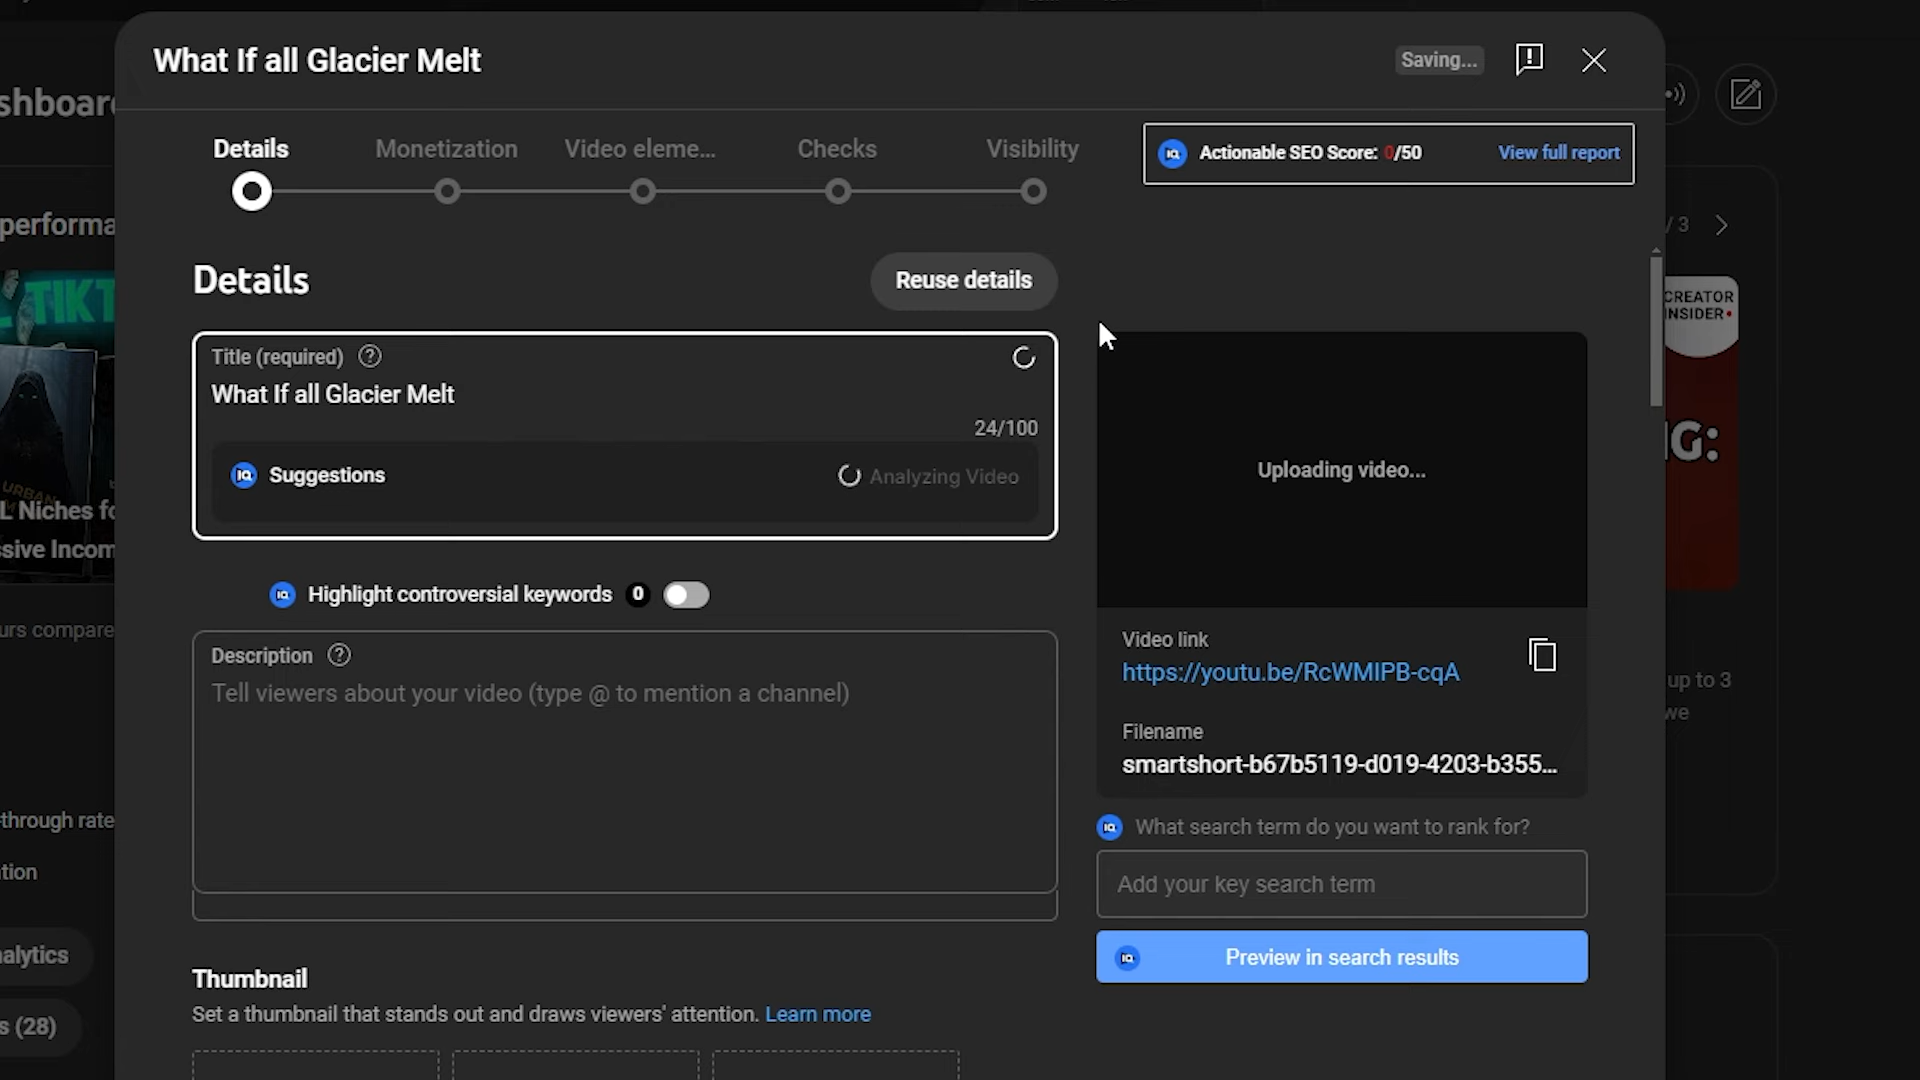 What If all Glacier Melt
Saving...
shboar
Details
Monetization
Video eleme...
Checks
Visibility
Actionable SEO Score: 0/50
View full report
performa
/ 3
Details
Reuse details
TIKT
CREATOR
INSIDER
Title (required)
What If all Glacier Melt
24/100
Suggestions
Analyzing Video
Uploading video...
G:
URBAN
L Niches fo
ssive Incom
Highlight controversial keywords 0
urs compare
Description
Tell viewers about your video (type @ to mention a channel)
Video link
https://youtu.be/RcWMIPB-cqA
up to 3
we
Filename
smartshort-b67b5119-d019-4203-b355...
-through rate
What search term do you want to rank for?
tion
Add your key search term
alytics
Preview in search results
Thumbnail
Set a thumbnail that stands out and draws viewers' attention. Learn more
s (28)